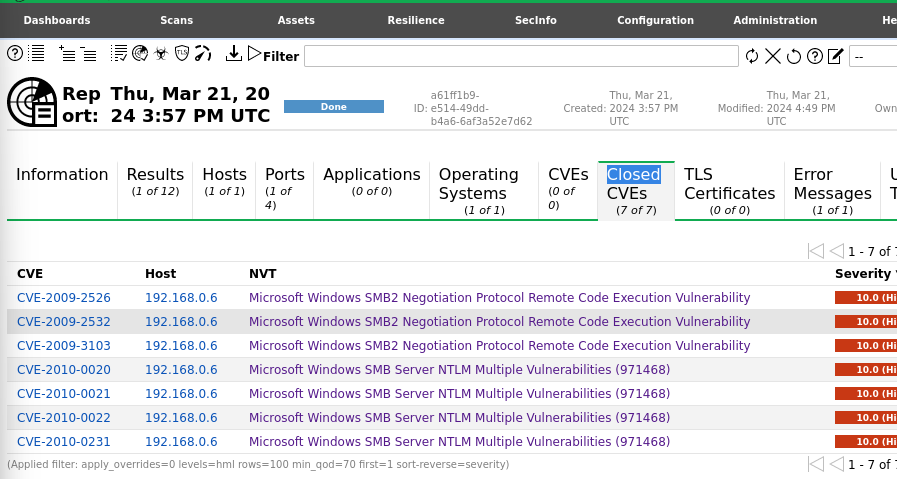 Dashboards Scans Assets Resilience SecInfo Configuration Administration He
Filter --
Rep ort: Thu, Mar 21, 20 24 3:57 PM UTC
Done
ID: a61ff1b9-
e514-49dd-
b4a6-6af3a52e7d62
Created: Thu, Mar 21,
2024 3:57 PM
UTC
Modified: Thu, Mar 21,
2024 4:49 PM
UTC
Own
Information
Results (1 of 12)
Hosts (1 of 1)
Ports (1 of 4)
Applications (0 of 0)
Operating Systems (1 of 1)
CVEs (0 of 0)
Closed CVEs (7 of 7)
TLS Certificates (0 of 0)
Error Messages (1 of 1)
1 - 7 of 7
CVE Host NVT Severity
CVE-2009-2526 192.168.0.6 Microsoft Windows SMB2 Negotiation Protocol Remote Code Execution Vulnerability 10.0 (Hi
CVE-2009-2532 192.168.0.6 Microsoft Windows SMB2 Negotiation Protocol Remote Code Execution Vulnerability 10.0 (Hi
CVE-2009-3103 192.168.0.6 Microsoft Windows SMB2 Negotiation Protocol Remote Code Execution Vulnerability 10.0 (Hi
CVE-2010-0020 192.168.0.6 Microsoft Windows SMB Server NTLM Multiple Vulnerabilities (971468) 10.0 (Hi
CVE-2010-0021 192.168.0.6 Microsoft Windows SMB Server NTLM Multiple Vulnerabilities (971468) 10.0 (Hi
CVE-2010-0022 192.168.0.6 Microsoft Windows SMB Server NTLM Multiple Vulnerabilities (971468) 10.0 (Hi
CVE-2010-0231 192.168.0.6 Microsoft Windows SMB Server NTLM Multiple Vulnerabilities (971468) 10.0 (Hi
(Applied filter: apply_overrides=0 levels=hml rows=100 min_qod=70 first=1 sort-reverse=severity)
1 - 7 of 7